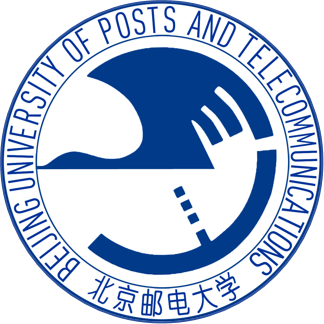 BEIJING UNIVERSITY OF POSTS AND TELECOMMUNICATIONS
北京邮电大学